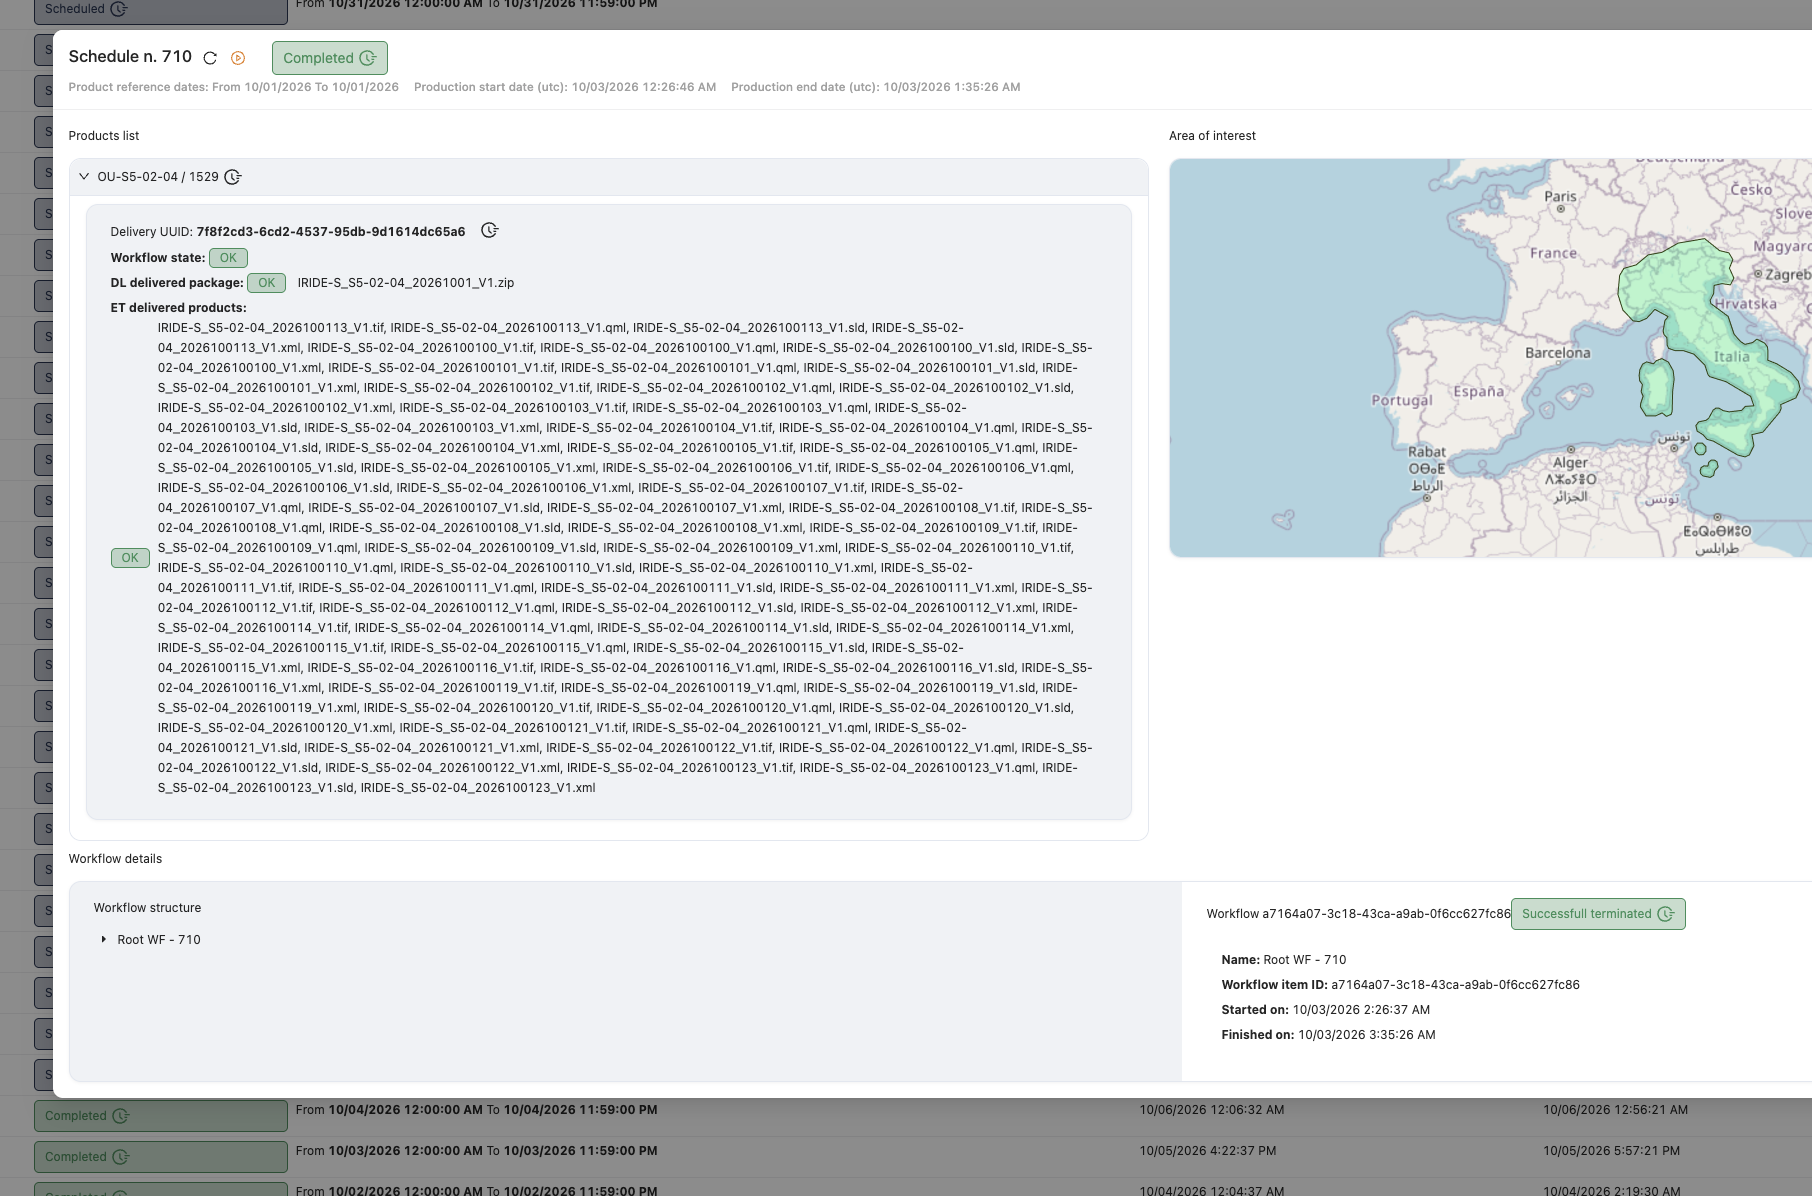 Scheduled
From 10/31/2026 12:00:00 AM To 10/31/2026 11:59:00 PM
Schedule n. 710
Completed
Product reference dates: From 10/01/2026 To 10/01/2026 Production start date (utc): 10/03/2026 12:26:46 AM Production end date (utc): 10/03/2026 1:35:26 AM
Products list
OU-S5-02-04 / 1529
Delivery UUID: 7f8f2cd3-6cd2-4537-95db-9d1614dc65a6
Workflow state: OK
DL delivered package: OK IRIDE-S_S5-02-04_20261001_V1.zip
ET delivered products:
IRIDE-S_S5-02-04_2026100113_V1.tif, IRIDE-S_S5-02-04_2026100113_V1.qml, IRIDE-S_S5-02-04_2026100113_V1.sld, IRIDE-S_S5-02-
04_2026100113_V1.xml, IRIDE-S_S5-02-04_2026100100_V1.tif, IRIDE-S_S5-02-04_2026100100_V1.qml, IRIDE-S_S5-02-04_2026100100_V1.sld, IRIDE-S_S5-
02-04_2026100100_V1.xml, IRIDE-S_S5-02-04_2026100101_V1.tif, IRIDE-S_S5-02-04_2026100101_V1.qml, IRIDE-S_S5-02-04_2026100101_V1.sld, IRIDE-
S_S5-02-04_2026100101_V1.xml, IRIDE-S_S5-02-04_2026100102_V1.tif, IRIDE-S_S5-02-04_2026100102_V1.qml, IRIDE-S_S5-02-04_2026100102_V1.sld,
IRIDE-S_S5-02-04_2026100102_V1.xml, IRIDE-S_S5-02-04_2026100103_V1.tif, IRIDE-S_S5-02-04_2026100103_V1.qml, IRIDE-S_S5-02-
04_2026100103_V1.sld, IRIDE-S_S5-02-04_2026100103_V1.xml, IRIDE-S_S5-02-04_2026100104_V1.tif, IRIDE-S_S5-02-04_2026100104_V1.qml, IRIDE-S_S5-
02-04_2026100104_V1.sld, IRIDE-S_S5-02-04_2026100104_V1.xml, IRIDE-S_S5-02-04_2026100105_V1.tif, IRIDE-S_S5-02-04_2026100105_V1.qml, IRIDE-
S_S5-02-04_2026100105_V1.sld, IRIDE-S_S5-02-04_2026100105_V1.xml, IRIDE-S_S5-02-04_2026100106_V1.tif, IRIDE-S_S5-02-04_2026100106_V1.qml,
IRIDE-S_S5-02-04_2026100106_V1.sld, IRIDE-S_S5-02-04_2026100106_V1.xml, IRIDE-S_S5-02-04_2026100107_V1.tif, IRIDE-S_S5-02-
04_2026100107_V1.qml, IRIDE-S_S5-02-04_2026100107_V1.sld, IRIDE-S_S5-02-04_2026100107_V1.xml, IRIDE-S_S5-02-04_2026100108_V1.tif, IRIDE-S_S5-
02-04_2026100108_V1.qml, IRIDE-S_S5-02-04_2026100108_V1.sld, IRIDE-S_S5-02-04_2026100108_V1.xml, IRIDE-S_S5-02-04_2026100109_V1.tif, IRIDE-
S_S5-02-04_2026100109_V1.qml, IRIDE-S_S5-02-04_2026100109_V1.sld, IRIDE-S_S5-02-04_2026100109_V1.xml, IRIDE-S_S5-02-04_2026100110_V1.tif,
OK
IRIDE-S_S5-02-04_2026100110_V1.qml, IRIDE-S_S5-02-04_2026100110_V1.sld, IRIDE-S_S5-02-04_2026100110_V1.xml, IRIDE-S_S5-02-
04_2026100111_V1.tif, IRIDE-S_S5-02-04_2026100111_V1.qml, IRIDE-S_S5-02-04_2026100111_V1.sld, IRIDE-S_S5-02-04_2026100111_V1.xml, IRIDE-S_S5-
02-04_2026100112_V1.tif, IRIDE-S_S5-02-04_2026100112_V1.qml, IRIDE-S_S5-02-04_2026100112_V1.sld, IRIDE-S_S5-02-04_2026100112_V1.xml, IRIDE-
S_S5-02-04_2026100114_V1.tif, IRIDE-S_S5-02-04_2026100114_V1.qml, IRIDE-S_S5-02-04_2026100114_V1.sld, IRIDE-S_S5-02-04_2026100114_V1.xml,
IRIDE-S_S5-02-04_2026100115_V1.tif, IRIDE-S_S5-02-04_2026100115_V1.qml, IRIDE-S_S5-02-04_2026100115_V1.sld, IRIDE-S_S5-02-
04_2026100115_V1.xml, IRIDE-S_S5-02-04_2026100116_V1.tif, IRIDE-S_S5-02-04_2026100116_V1.qml, IRIDE-S_S5-02-04_2026100116_V1.sld, IRIDE-S_S5-
02-04_2026100116_V1.xml, IRIDE-S_S5-02-04_2026100119_V1.tif, IRIDE-S_S5-02-04_2026100119_V1.qml, IRIDE-S_S5-02-04_2026100119_V1.sld, IRIDE-
S_S5-02-04_2026100119_V1.xml, IRIDE-S_S5-02-04_2026100120_V1.tif, IRIDE-S_S5-02-04_2026100120_V1.qml, IRIDE-S_S5-02-04_2026100120_V1.sld,
IRIDE-S_S5-02-04_2026100120_V1.xml, IRIDE-S_S5-02-04_2026100121_V1.tif, IRIDE-S_S5-02-04_2026100121_V1.qml, IRIDE-S_S5-02-
04_2026100121_V1.sld, IRIDE-S_S5-02-04_2026100121_V1.xml, IRIDE-S_S5-02-04_2026100122_V1.tif, IRIDE-S_S5-02-04_2026100122_V1.qml, IRIDE-S_S5-
02-04_2026100122_V1.sld, IRIDE-S_S5-02-04_2026100122_V1.xml, IRIDE-S_S5-02-04_2026100123_V1.tif, IRIDE-S_S5-02-04_2026100123_V1.qml, IRIDE-
S_S5-02-04_2026100123_V1.sld, IRIDE-S_S5-02-04_2026100123_V1.xml
Area of interest
Deutschland
Paris
Česko
Slove
France
Magyaro
Zagreb
Hrvatska
Barcelona
Italia
España
Portugal
تونس
Rabat
ⵔⴱⴰⵟ
الرباط
Alger
الجزائر
تونس
طرابلس
Workflow details
Workflow structure
Root WF - 710
Workflow a7164a07-3c18-43ca-a9ab-0f6cc627fc86 Successfull terminated
Name: Root WF - 710
Workflow item ID: a7164a07-3c18-43ca-a9ab-0f6cc627fc86
Started on: 10/03/2026 2:26:37 AM
Finished on: 10/03/2026 3:35:26 AM
Completed From 10/04/2026 12:00:00 AM To 10/04/2026 11:59:00 PM 10/06/2026 12:06:32 AM 10/06/2026 12:56:21 AM
Completed From 10/03/2026 12:00:00 AM To 10/03/2026 11:59:00 PM 10/05/2026 4:22:37 PM 10/05/2026 5:57:21 PM
Completed From 10/02/2026 12:00:00 AM To 10/02/2026 11:59:00 PM 10/04/2026 12:04:37 AM 10/04/2026 2:19:30 AM